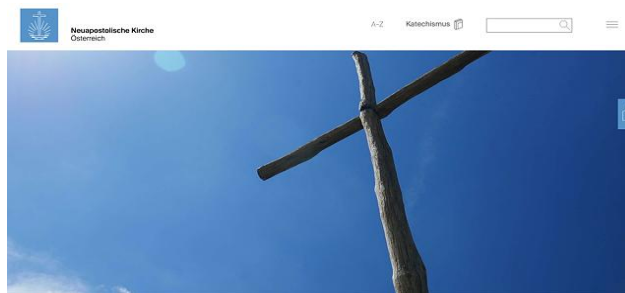 A-Z
Katechismus
Neuapostolische Kirche
Österreich